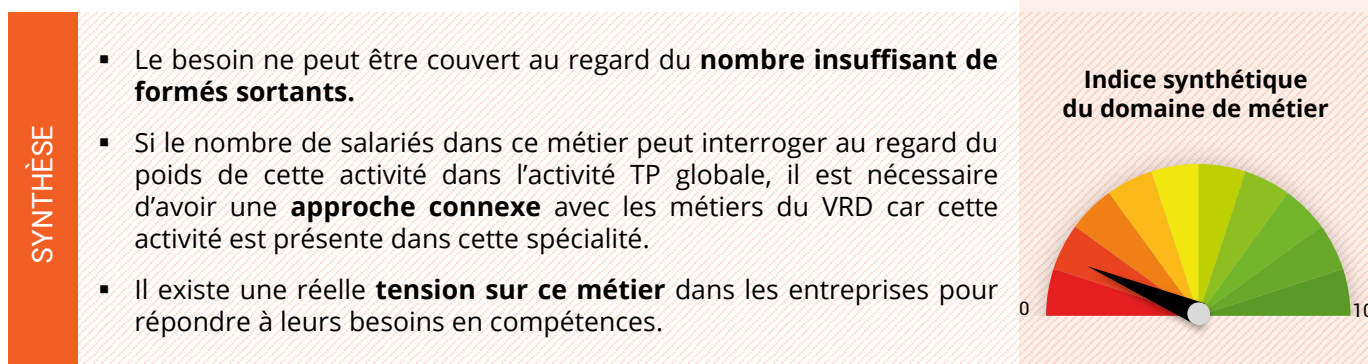 SYNTHÈSE
▪ Le besoin ne peut être couvert au regard du nombre insuffisant de
formés sortants.
▪ Si le nombre de salariés dans ce métier peut interroger au regard du
poids de cette activité dans l’activité TP globale, il est nécessaire
d’avoir une approche connexe avec les métiers du VRD car cette
activité est présente dans cette spécialité.
▪ Il existe une réelle tension sur ce métier dans les entreprises pour
répondre à leurs besoins en compétences.
Indice synthétique
du domaine de métier
0
10